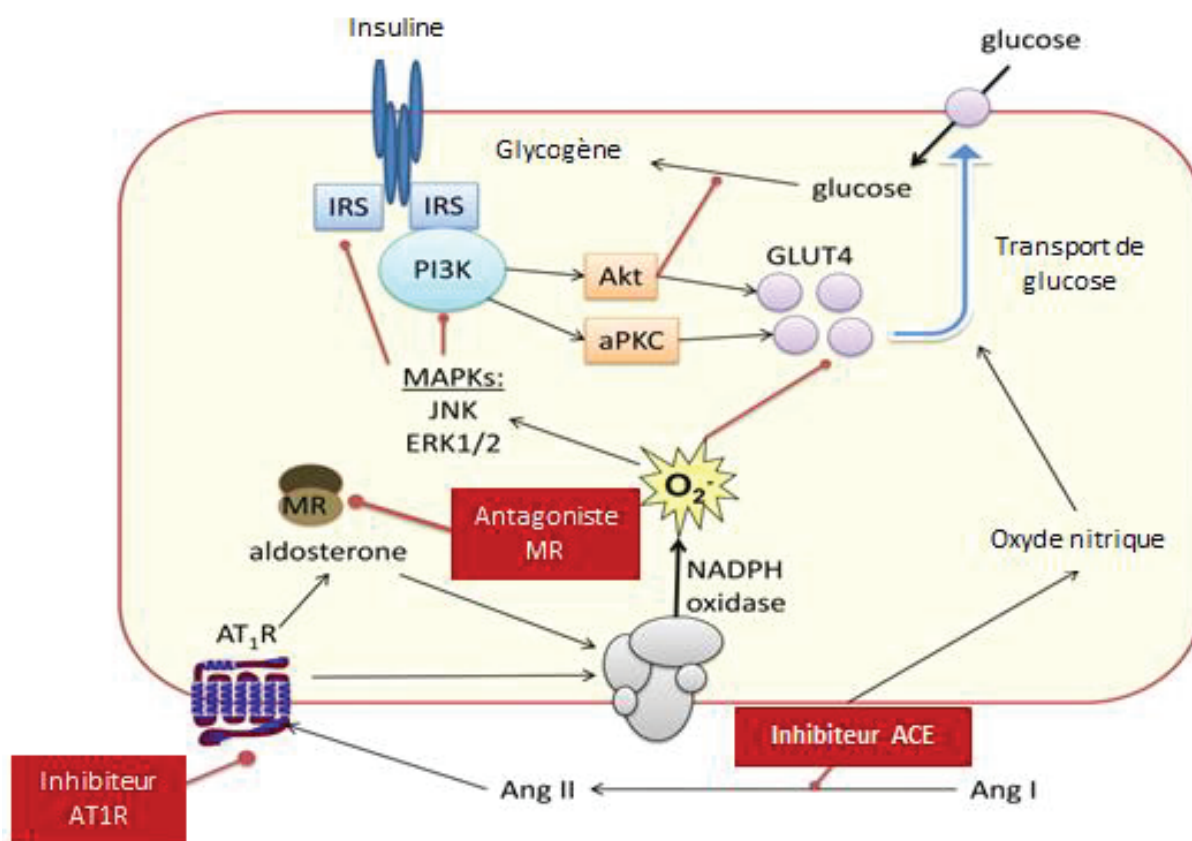 Insuline
glucose
Glycogène
glucose
IRS
IRS
PI3K
Akt
aPKC
GLUT4
Transport de
glucose
MAPKs:
JNK
ERK1/2
O₂⁻
MR
Antagoniste
MR
aldosterone
Oxyde nitrique
NADPH
oxidase
AT₁R
Inhibiteur ACE
Inhibiteur
AT1R
Ang II
Ang I